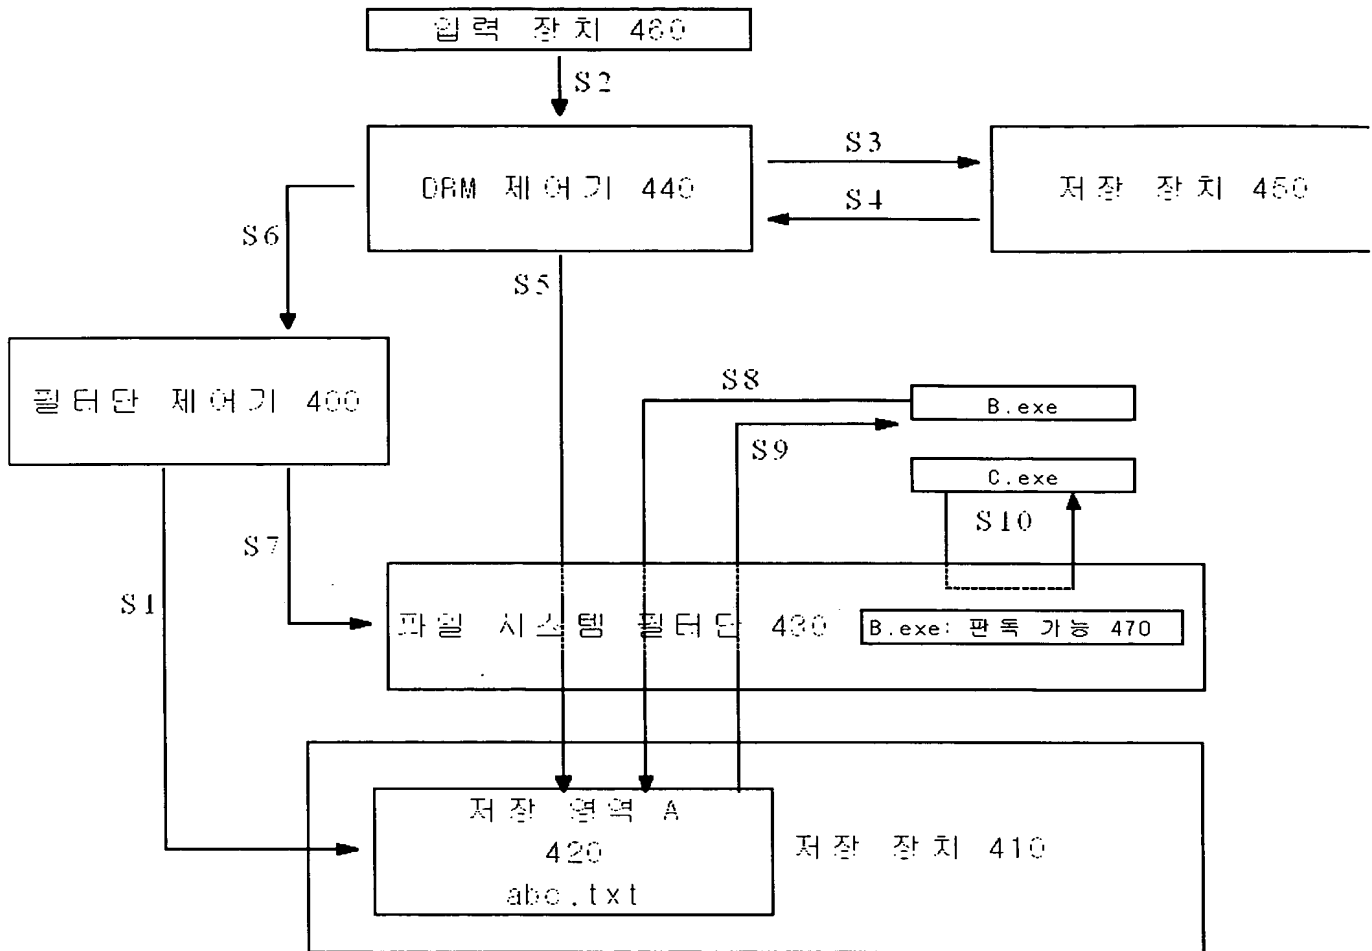 입력 장치 460
S2
DRM 제어기 440
S3
S4
저장 장치 450
S6
S5
필터단 제어기 400
S8
B.exe
S9
C.exe
S10
S7
S1
파일 시스템 필터단 430
B.exe: 판독 가능 470
저장 영역 A
420
abc.txt
저장 장치 410